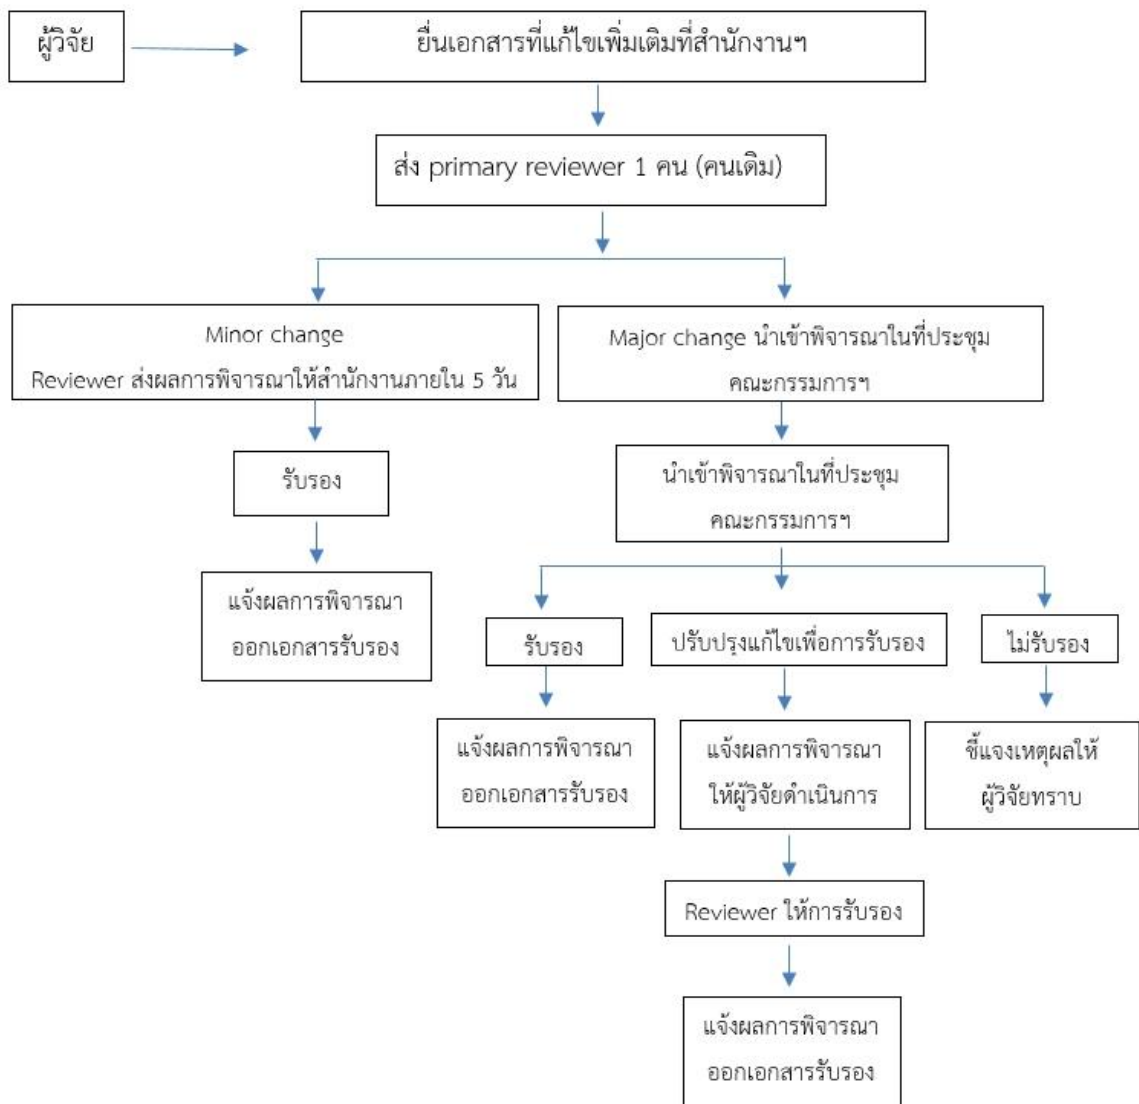 ผู้วิจัย
ยื่นเอกสารที่แก้ไขเพิ่มเติมที่สำนักงานฯ
ส่ง primary reviewer 1 คน (คนเดิม)
Minor change
Reviewer ส่งผลการพิจารณาให้สำนักงานภายใน 5 วัน
Major change นำเข้าพิจารณาในที่ประชุม
คณะกรรมการฯ
รับรอง
นำเข้าพิจารณาในที่ประชุม
คณะกรรมการฯ
แจ้งผลการพิจารณา
ออกเอกสารรับรอง
รับรอง
ปรับปรุงแก้ไขเพื่อการรับรอง
ไม่รับรอง
แจ้งผลการพิจารณา
ออกเอกสารรับรอง
แจ้งผลการพิจารณา
ให้ผู้วิจัยดำเนินการ
ชี้แจงเหตุผลให้
ผู้วิจัยทราบ
Reviewer ให้การรับรอง
แจ้งผลการพิจารณา
ออกเอกสารรับรอง